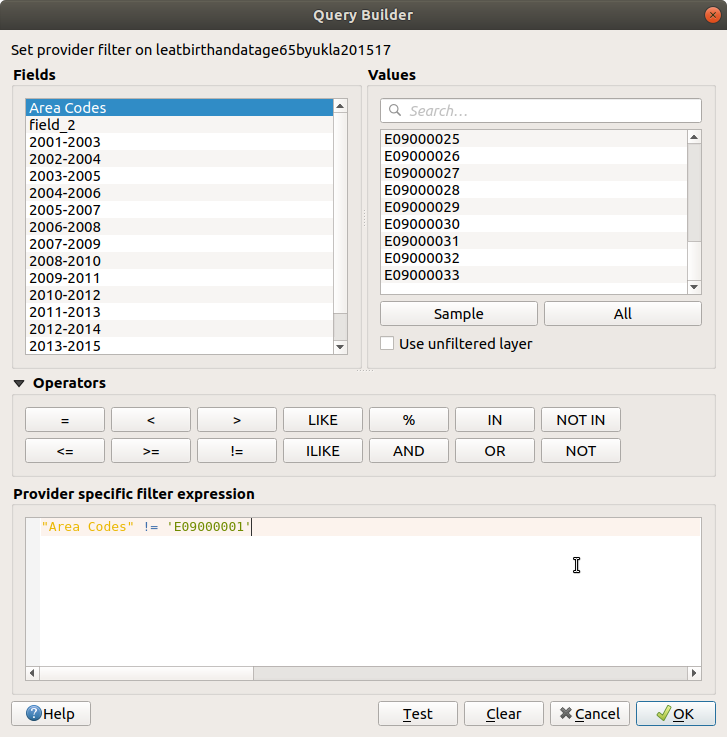 Query Builder
Set provider filter on leatbirthandatage65byukla201517
Fields
Values
Area Codes
field_2
2001-2003
2002-2004
2003-2005
2004-2006
2005-2007
2006-2008
2007-2009
2008-2010
2009-2011
2010-2012
2011-2013
2012-2014
2013-2015
Search...
E09000025
E09000026
E09000027
E09000028
E09000029
E09000030
E09000031
E09000032
E09000033
Sample All
Use unfiltered layer
Operators
= < > LIKE % IN NOT IN
<= >= != ILIKE AND OR NOT
Provider specific filter expression
"Area Codes" != 'E09000001'
Help Test Clear Cancel OK